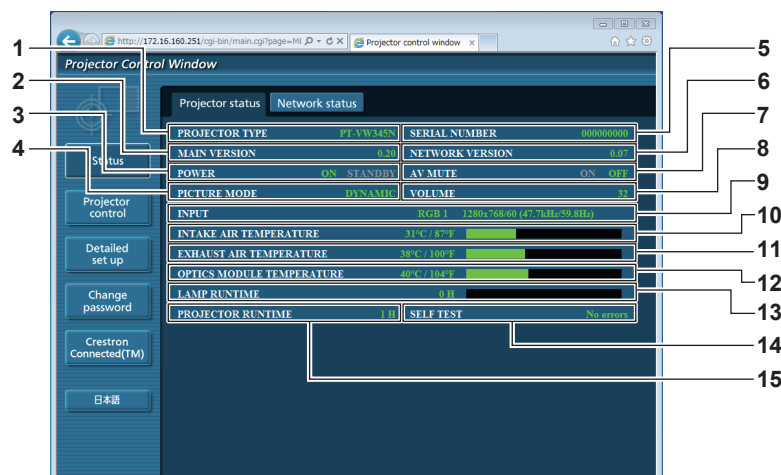 http://172.16.160.251/cgi-bin/main.cgi?page=MI
Projector control window
Projector Control Window
Projector status
Network status
1
2
3
4
5
6
7
8
9
10
11
12
13
14
15
PROJECTOR TYPE PT-VW345N
SERIAL NUMBER 000000000
MAIN VERSION 0.20
NETWORK VERSION 0.07
POWER ON STANDBY
AV MUTE ON OFF
PICTURE MODE DYNAMIC
VOLUME 32
INPUT RGB 1 1280x768/60 (47.7kHz/59.8Hz)
INTAKE AIR TEMPERATURE 31°C / 87°F
EXHAUST AIR TEMPERATURE 38°C / 100°F
OPTICS MODULE TEMPERATURE 40°C / 104°F
LAMP RUNTIME 0 H
PROJECTOR RUNTIME 1 H
SELF TEST No errors
Status
Projector
control
Detailed
set up
Change
password
Crestron
Connected(TM)
日本語